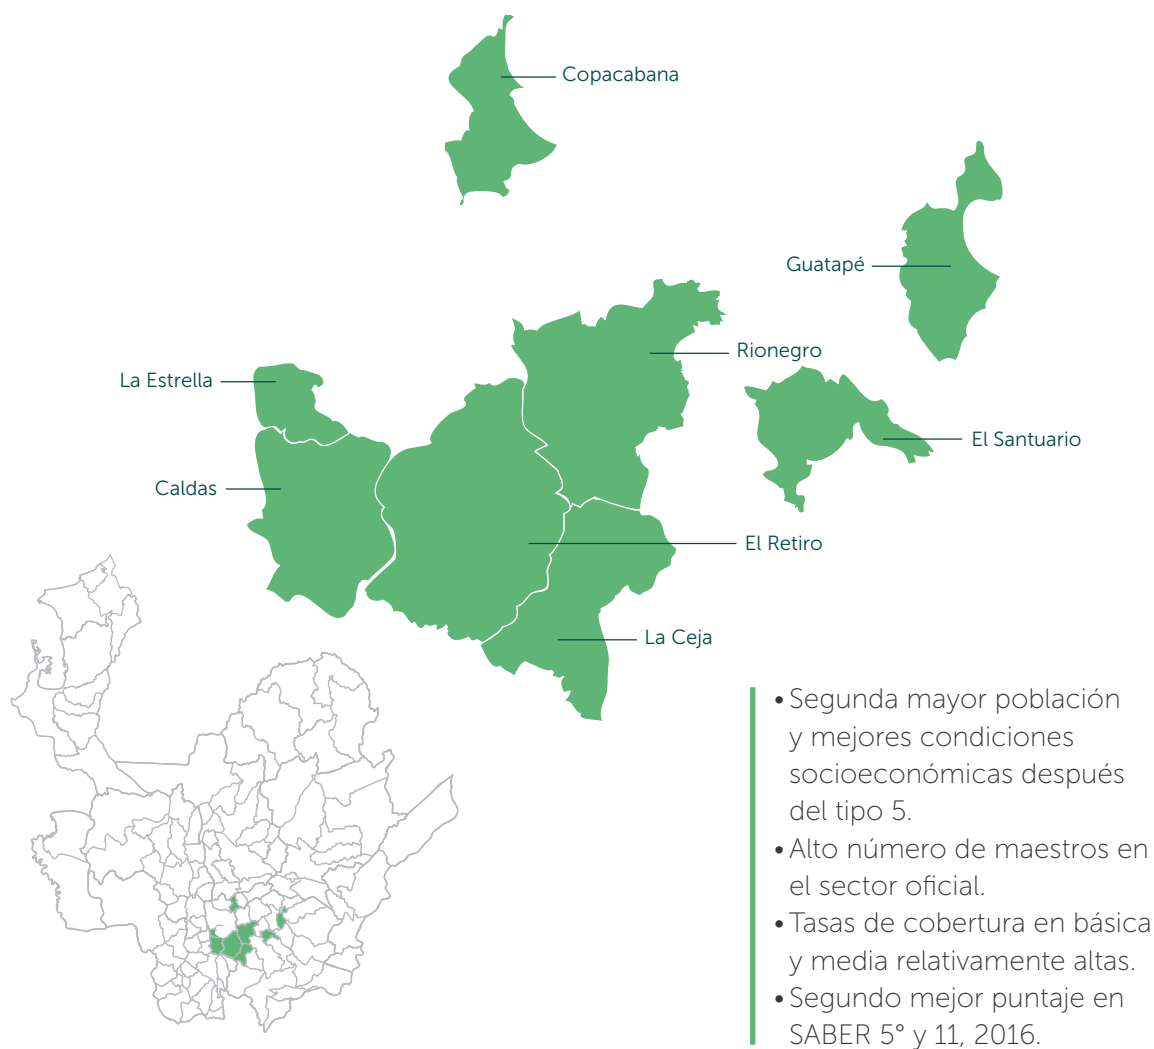 Copacabana
Guatapé
Rionegro
La Estrella
El Santuario
Caldas
El Retiro
La Ceja
• Segunda mayor población
y mejores condiciones
socioeconómicas después
del tipo 5.
• Alto número de maestros en
el sector oficial.
• Tasas de cobertura en básica
y media relativamente altas.
• Segundo mejor puntaje en
SABER 5° y 11, 2016.